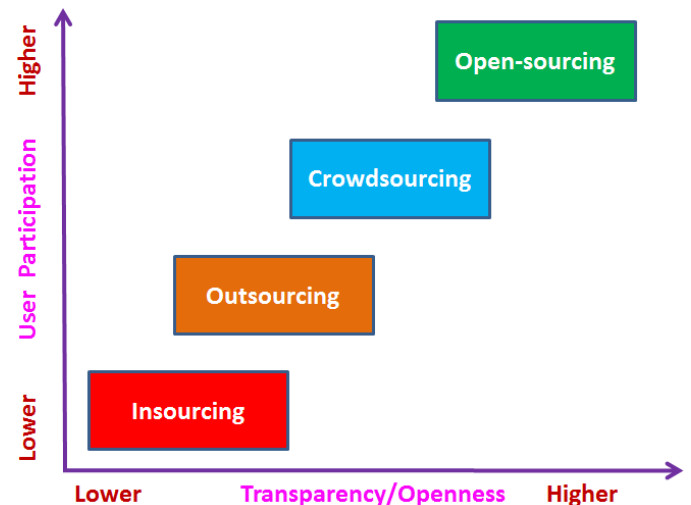 Higher
User Participation
Lower
Open-sourcing
Crowdsourcing
Outsourcing
Insourcing
Lower
Transparency/Openness
Higher